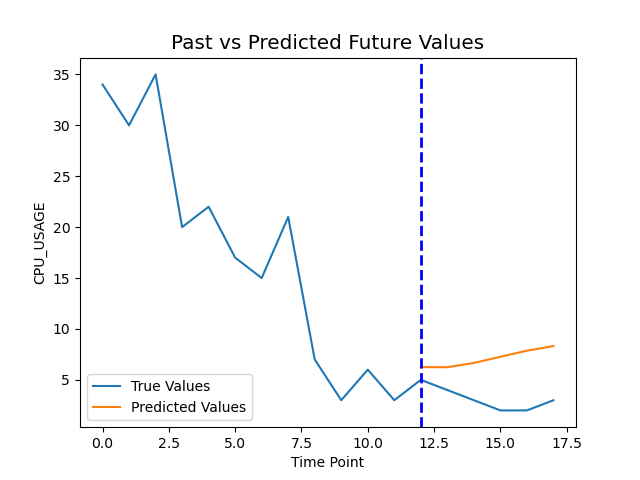 Past vs Predicted Future Values
35
30
25
20
15
10
5
CPU_USAGE
True Values
Predicted Values
0.0 2.5 5.0 7.5 10.0 12.5 15.0 17.5
Time Point